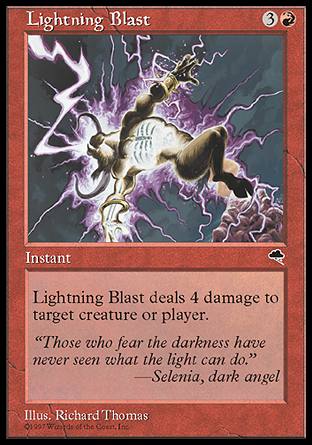 Lightning Blast 3
Instant
Lightning Blast deals 4 damage to
target creature or player.
“Those who fear the darkness have
never seen what the light can do.”
—Selenia, dark angel
Illus. Richard Thomas
©1997 Wizards of the Coast, Inc.